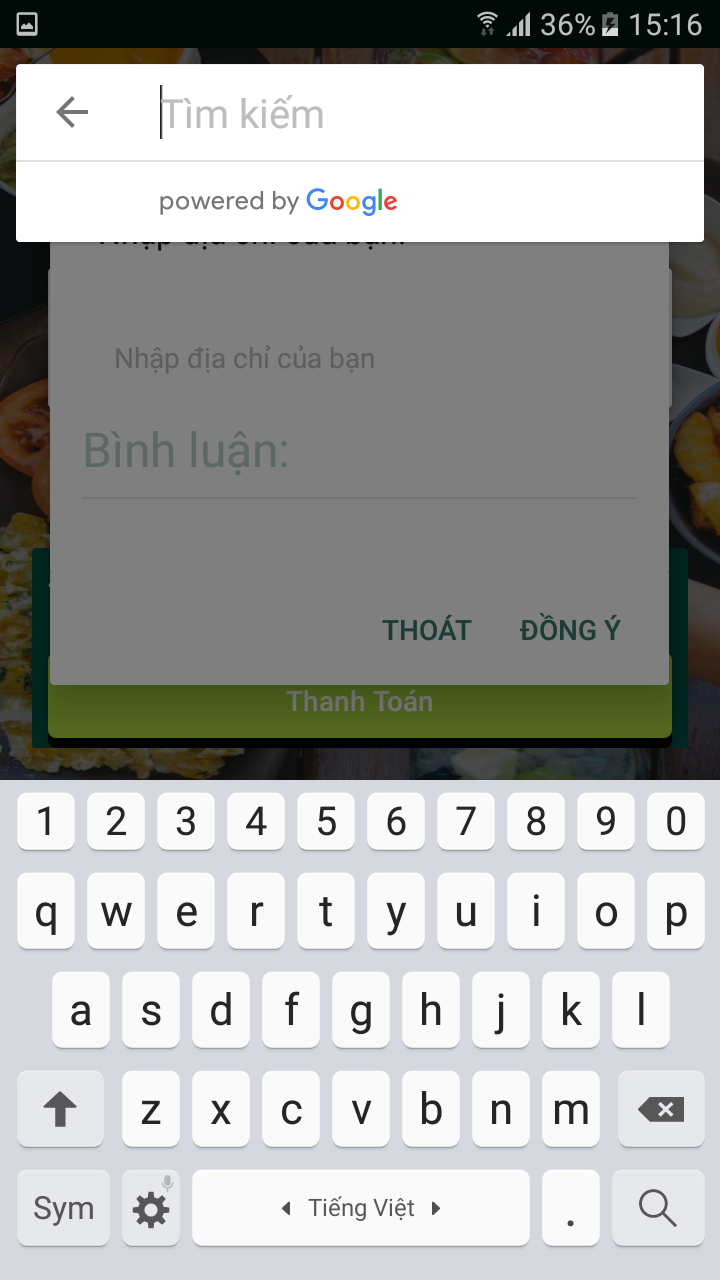 36% 15:16
Tìm kiếm
powered by Google
Nhập địa chỉ của bạn
Bình luận:
THOÁT ĐỒNG Ý
Thanh Toán
1 2 3 4 5 6 7 8 9 0
q w e r t y u i o p
a s d f g h j k l
z x c v b n m
Sym Tiếng Việt .